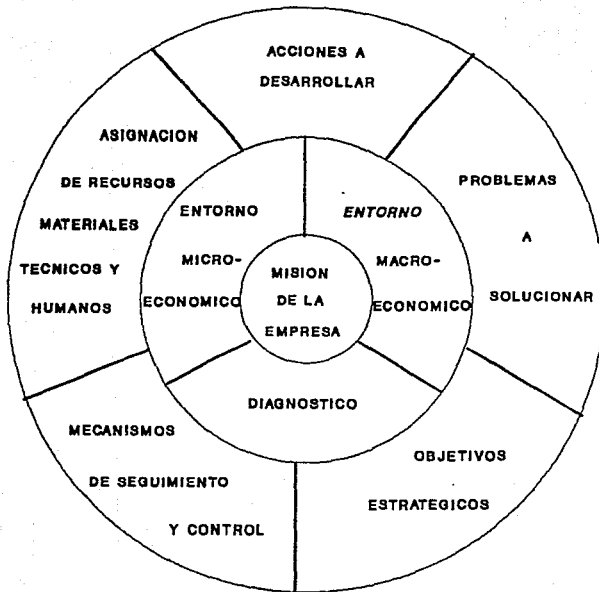 ACCIONES A
DESARROLLAR
PROBLEMAS
A
SOLUCIONAR
OBJETIVOS
ESTRATEGICOS
MECANISMOS
DE SEGUIMIENTO
Y CONTROL
ASIGNACION
DE RECURSOS
MATERIALES
TECNICOS Y
HUMANOS
ENTORNO
MICRO-
ECONOMICO
ENTORNO
MACRO-
ECONOMICO
DIAGNOSTICO
MISION
DE LA
EMPRESA